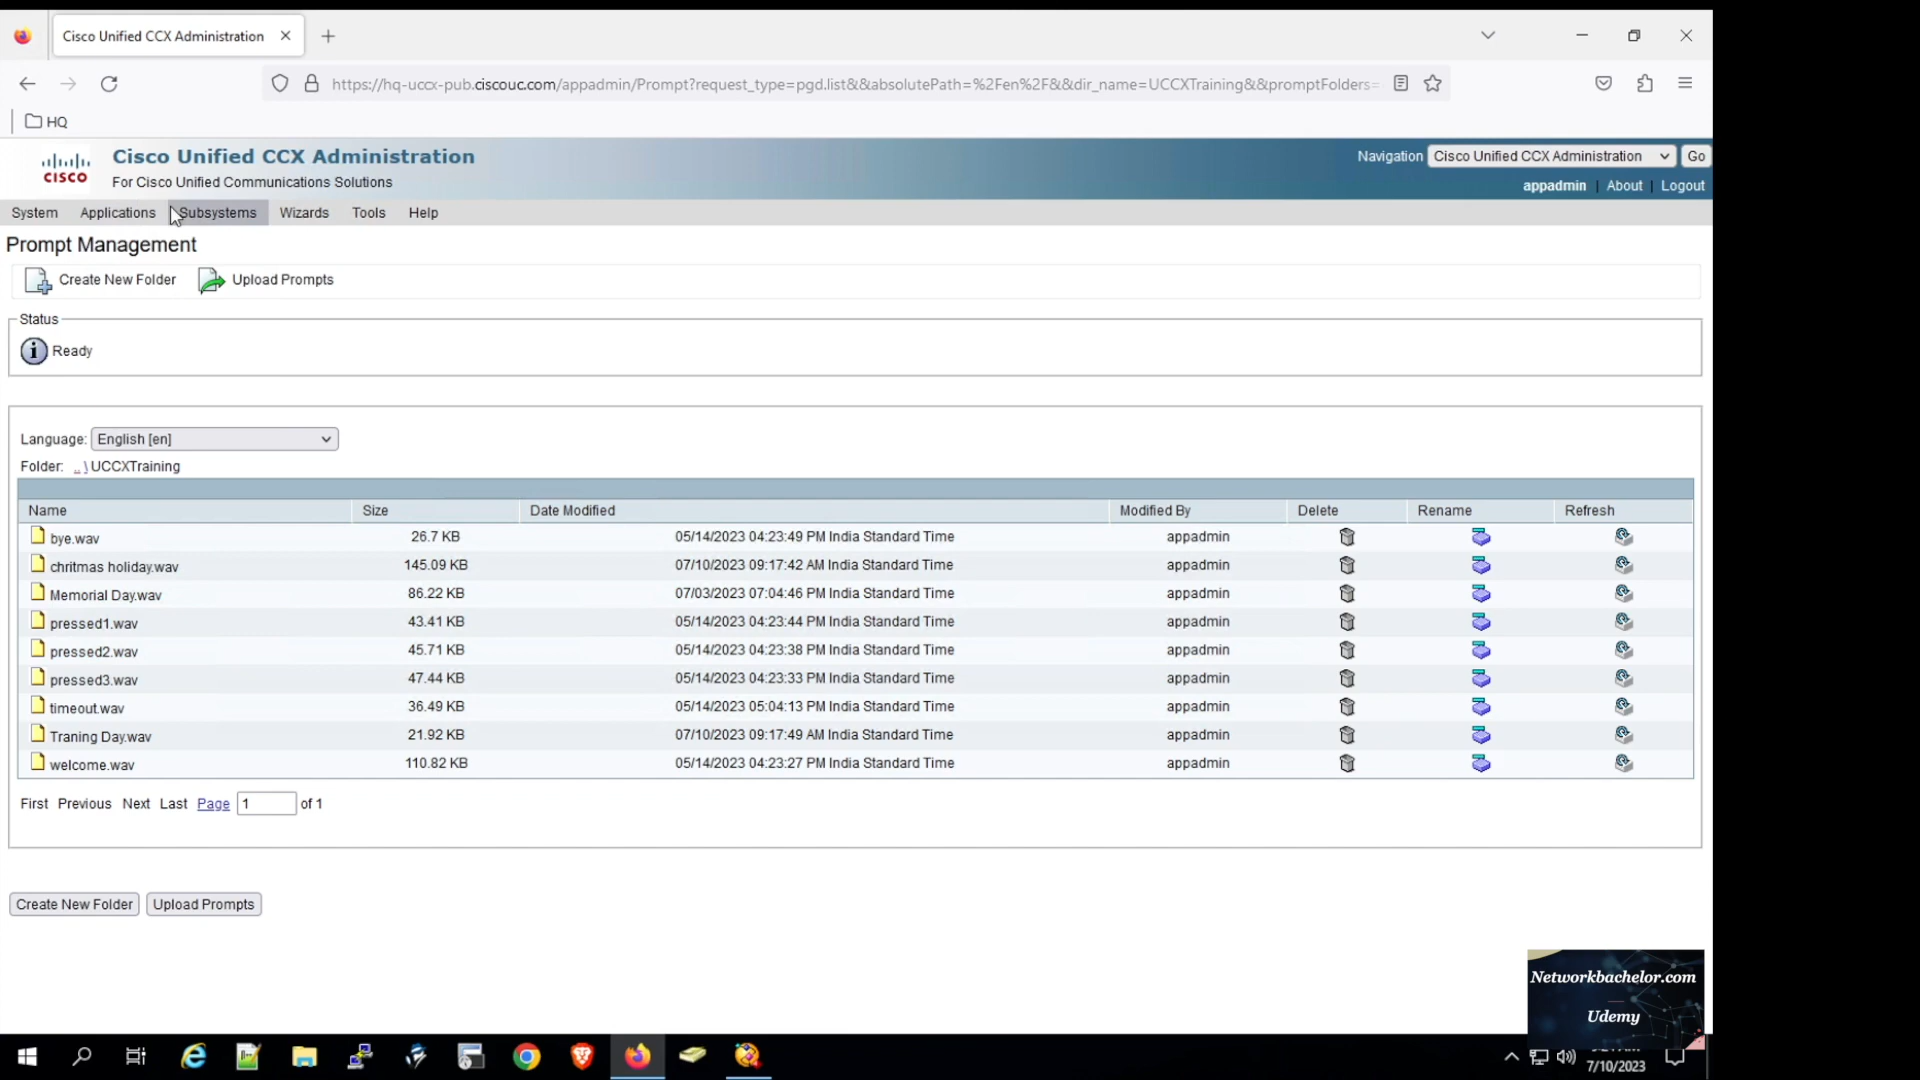 Cisco Unified CCX Administration
https://hq-uccx-pub.ciscouc.com/appadmin/Prompt?request_type=pgd.list&&absolutePath=%2Fen%2F&&dir_name=UCCXTraining&&promptFolders=
HQ
Cisco Unified CCX Administration
For Cisco Unified Communications Solutions
CISCO
Navigation Cisco Unified CCX Administration Go
appadmin | About | Logout
System Applications Subsystems Wizards Tools Help
Prompt Management
Create New Folder Upload Prompts
Status
Ready
Language: English [en]
Folder: .. \ UCCXTraining
Name Size Date Modified Modified By Delete Rename Refresh
bye.wav 26.7 KB 05/14/2023 04:23:49 PM India Standard Time appadmin
chritmas holiday.wav 145.09 KB 07/10/2023 09:17:42 AM India Standard Time appadmin
Memorial Day.wav 86.22 KB 07/03/2023 07:04:46 PM India Standard Time appadmin
pressed1.wav 43.41 KB 05/14/2023 04:23:44 PM India Standard Time appadmin
pressed2.wav 45.71 KB 05/14/2023 04:23:38 PM India Standard Time appadmin
pressed3.wav 47.44 KB 05/14/2023 04:23:33 PM India Standard Time appadmin
timeout.wav 36.49 KB 05/14/2023 05:04:13 PM India Standard Time appadmin
Traning Day.wav 21.92 KB 07/10/2023 09:17:49 AM India Standard Time appadmin
welcome.wav 110.82 KB 05/14/2023 04:23:27 PM India Standard Time appadmin
First Previous Next Last Page 1 of 1
Create New Folder Upload Prompts
Networkbachelor.com
Udemy
7/10/2023